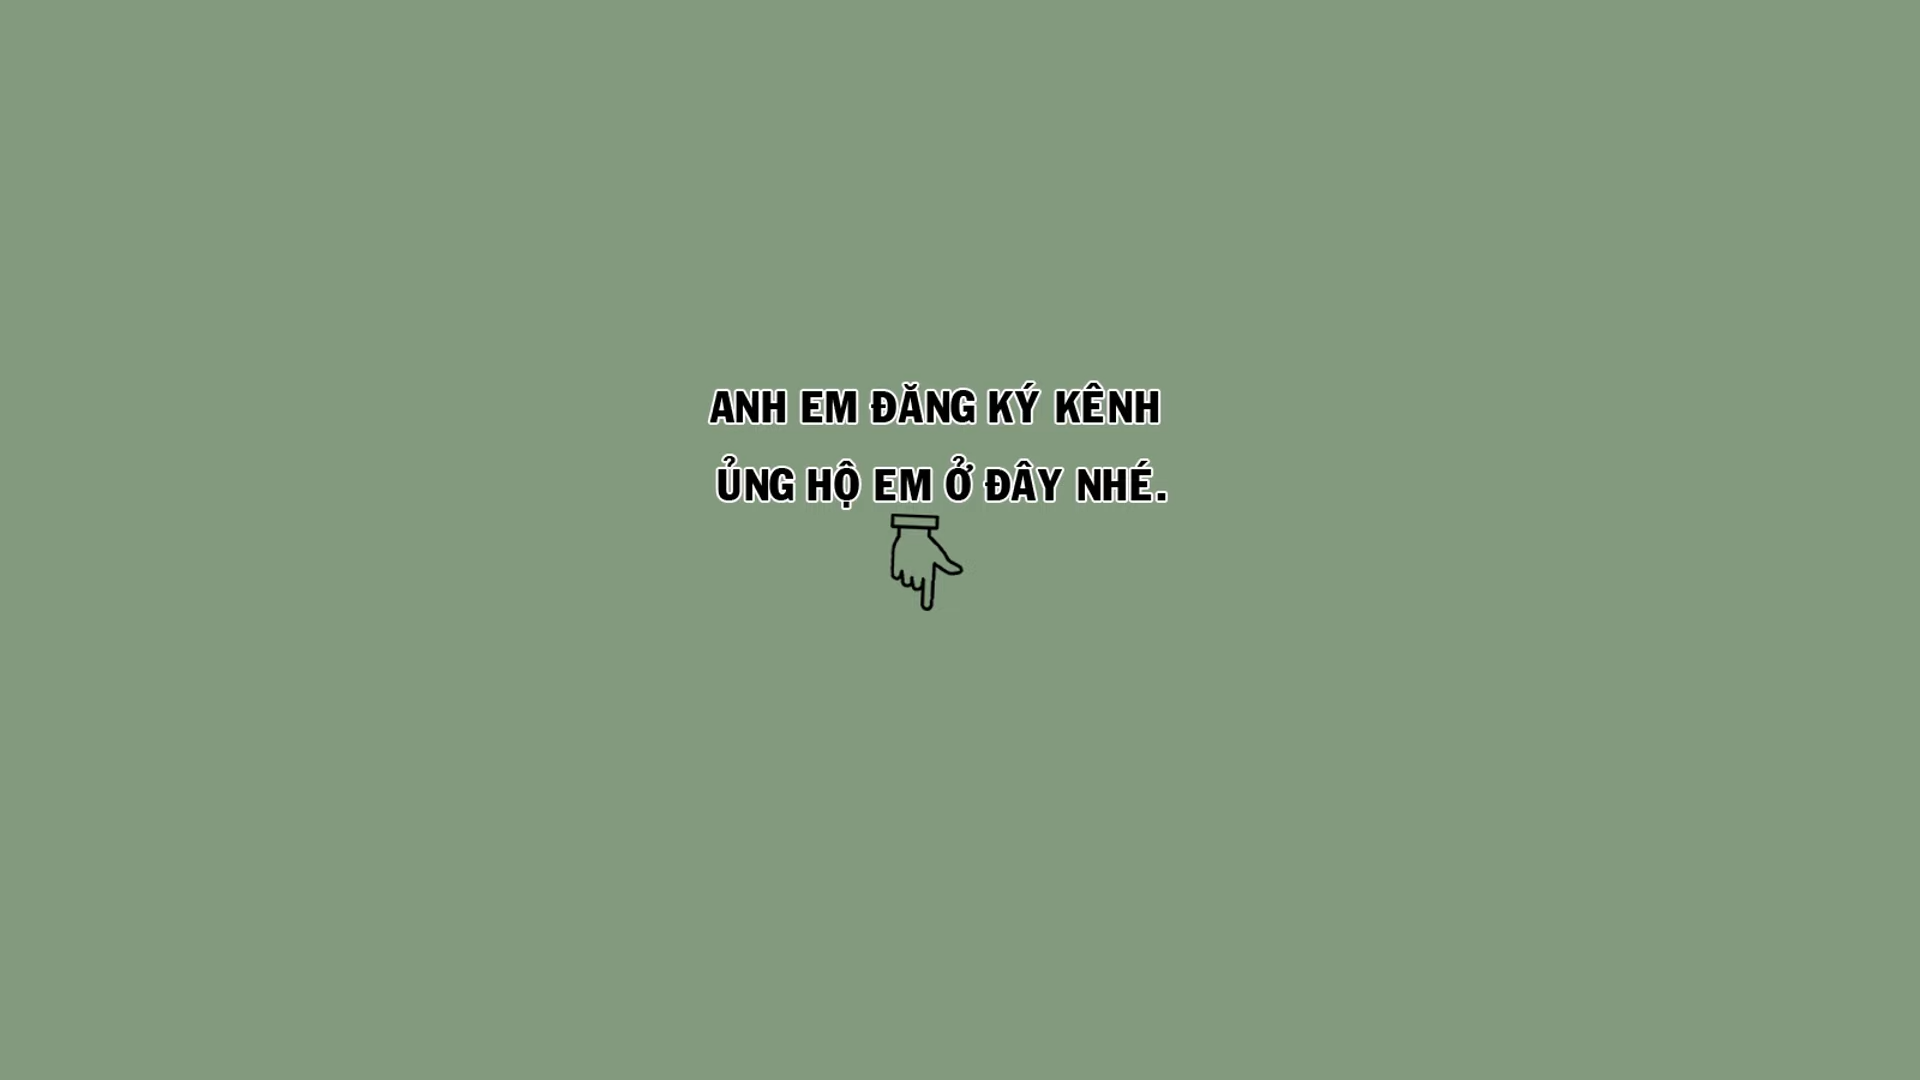 ANH EM ĐĂNG KÝ KÊNH
ỦNG HỘ EM Ở ĐÂY NHÉ.